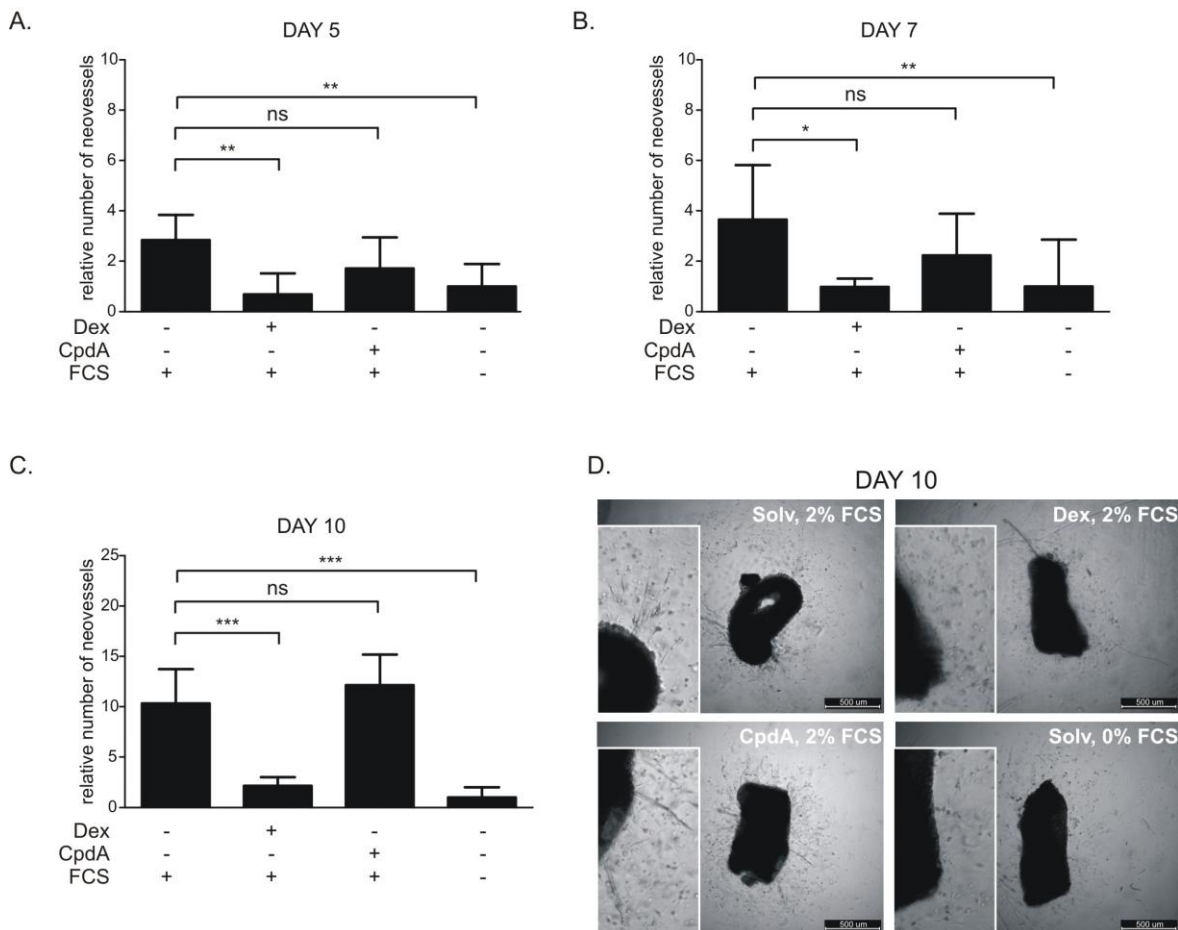 A.
DAY 5
relative number of neovessels
10
8
6
4
2
0
**
ns
**
Dex - + - -
CpdA - - + -
FCS + + + -
B.
DAY 7
relative number of neovessels
10
8
6
4
2
0
**
ns
*
Dex - + - -
CpdA - - + -
FCS + + + -
C.
DAY 10
relative number of neovessels
25
20
15
10
5
0
***
ns
***
Dex - + - -
CpdA - - + -
FCS + + + -
D.
DAY 10
Solv, 2% FCS
500 um
Dex, 2% FCS
500 um
CpdA, 2% FCS
500 um
Solv, 0% FCS
500 um